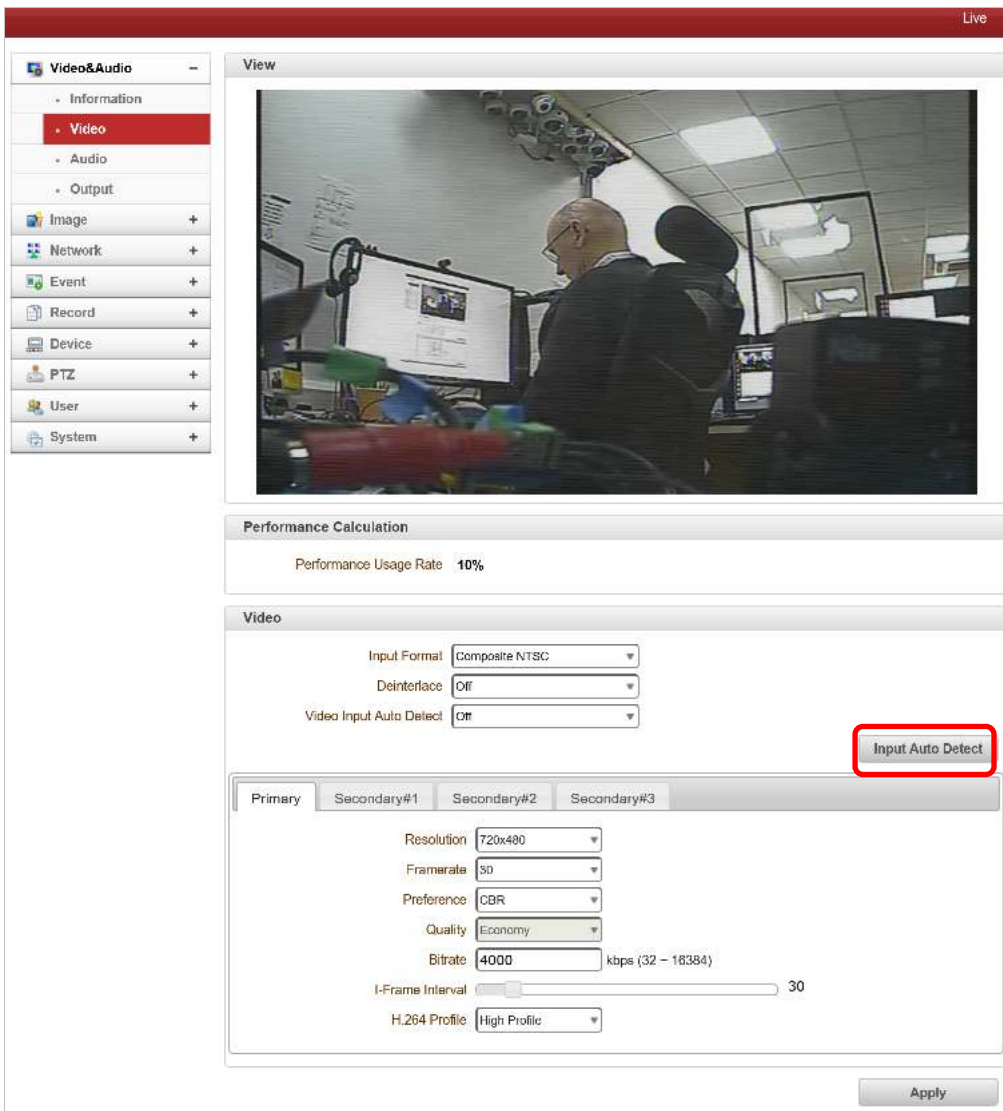 Live
Video&Audio −
• Information
• Video
• Audio
• Output
Image +
Network +
Event +
Record +
Device +
PTZ +
User +
System +
View
Performance Calculation
Performance Usage Rate 10%
Video
Input Format Composite NTSC
Deinterlace Off
Video Input Auto Detect Off
Input Auto Detect
Primary Secondary#1 Secondary#2 Secondary#3
Resolution 720x480
Framerate 30
Preference CBR
Quality Economy
Bitrate 4000 kbps (32 ~ 16384)
I-Frame Interval 30
H.264 Profile High Profile
Apply